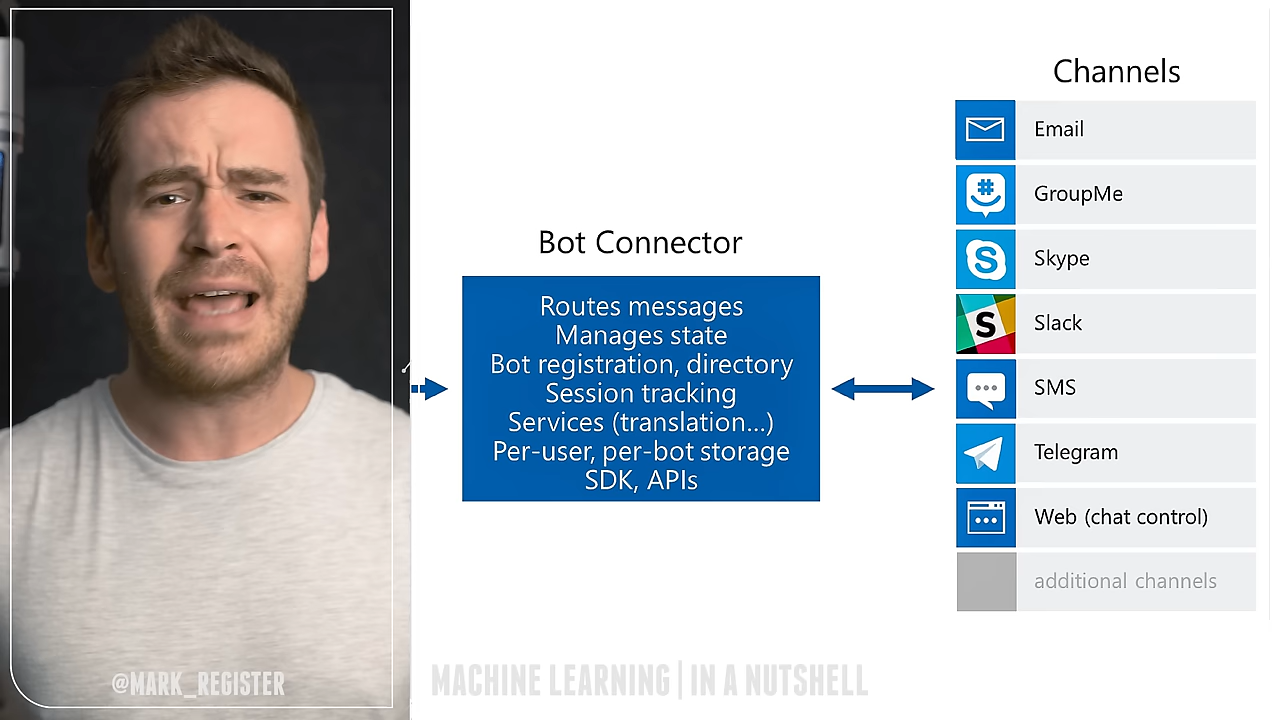 Channels
Email
GroupMe
Skype
Slack
SMS
Telegram
Web (chat control)
additional channels
Bot Connector
Routes messages
Manages state
Bot registration, directory
Session tracking
Services (translation...)
Per-user, per-bot storage
SDK, APIs
@MARK_REGISTER
MACHINE LEARNING | IN A NUTSHELL